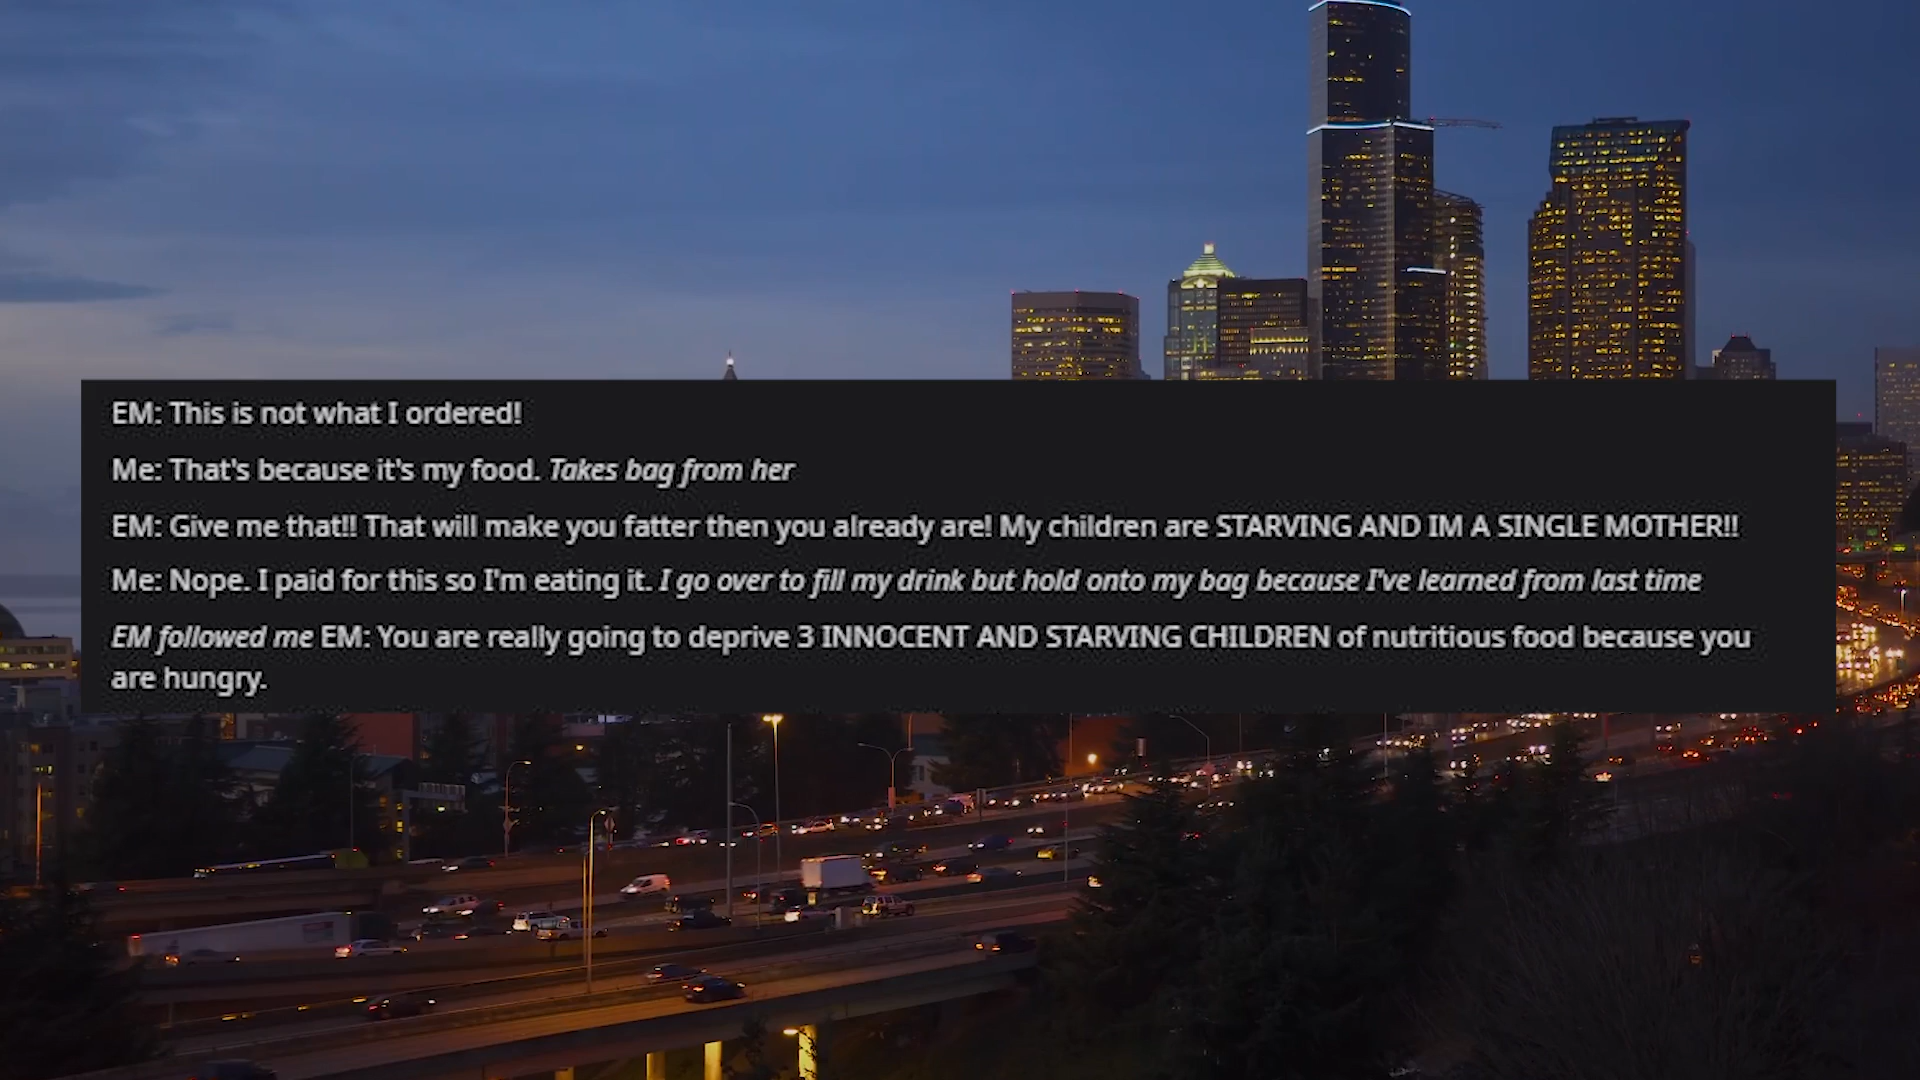 EM: This is not what I ordered!
Me: That's because it's my food. Takes bag from her
EM: Give me that!! That will make you fatter then you already are! My children are STARVING AND IM A SINGLE MOTHER!!
Me: Nope. I paid for this so I'm eating it. I go over to fill my drink but hold onto my bag because I've learned from last time
EM followed me EM: You are really going to deprive 3 INNOCENT AND STARVING CHILDREN of nutritious food because you
are hungry.